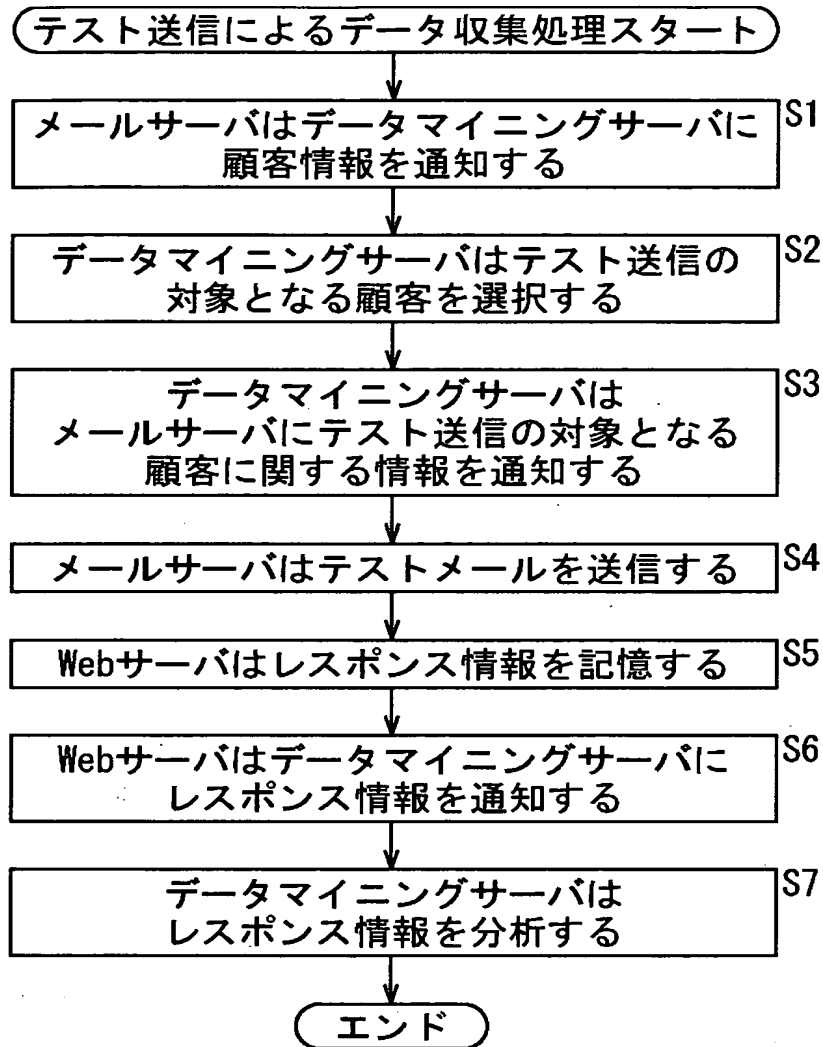 テスト送信によるデータ収集処理スタート
S1
メールサーバはデータマイニングサーバに
顧客情報を通知する
S2
データマイニングサーバはテスト送信の
対象となる顧客を選択する
S3
データマイニングサーバは
メールサーバにテスト送信の対象となる
顧客に関する情報を通知する
S4
メールサーバはテストメールを送信する
S5
Webサーバはレスポンス情報を記憶する
S6
Webサーバはデータマイニングサーバに
レスポンス情報を通知する
S7
データマイニングサーバは
レスポンス情報を分析する
エンド